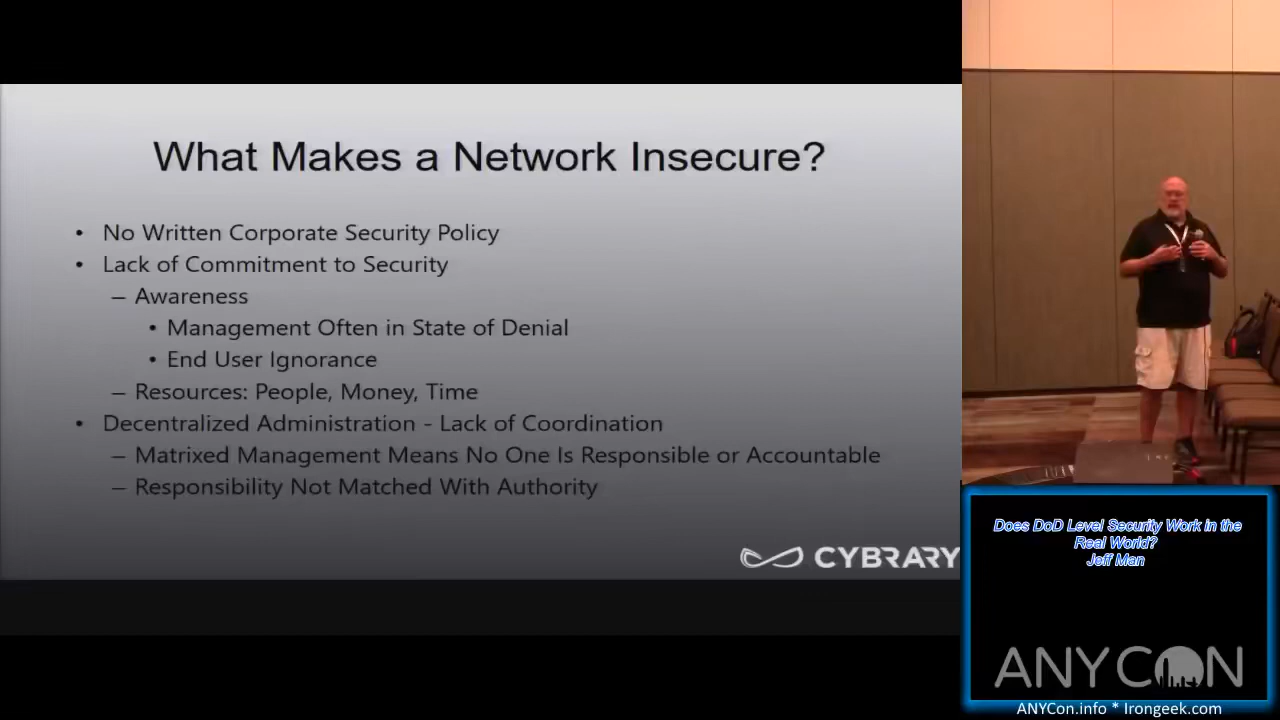 What Makes a Network Insecure?
• No Written Corporate Security Policy
• Lack of Commitment to Security
– Awareness
• Management Often in State of Denial
• End User Ignorance
– Resources: People, Money, Time
• Decentralized Administration - Lack of Coordination
– Matrixed Management Means No One Is Responsible or Accountable
– Responsibility Not Matched With Authority
CYBRARY
Does DoD Level Security Work in the
Real World?
Jeff Man
ANYCON
ANYCon.info * Irongeek.com